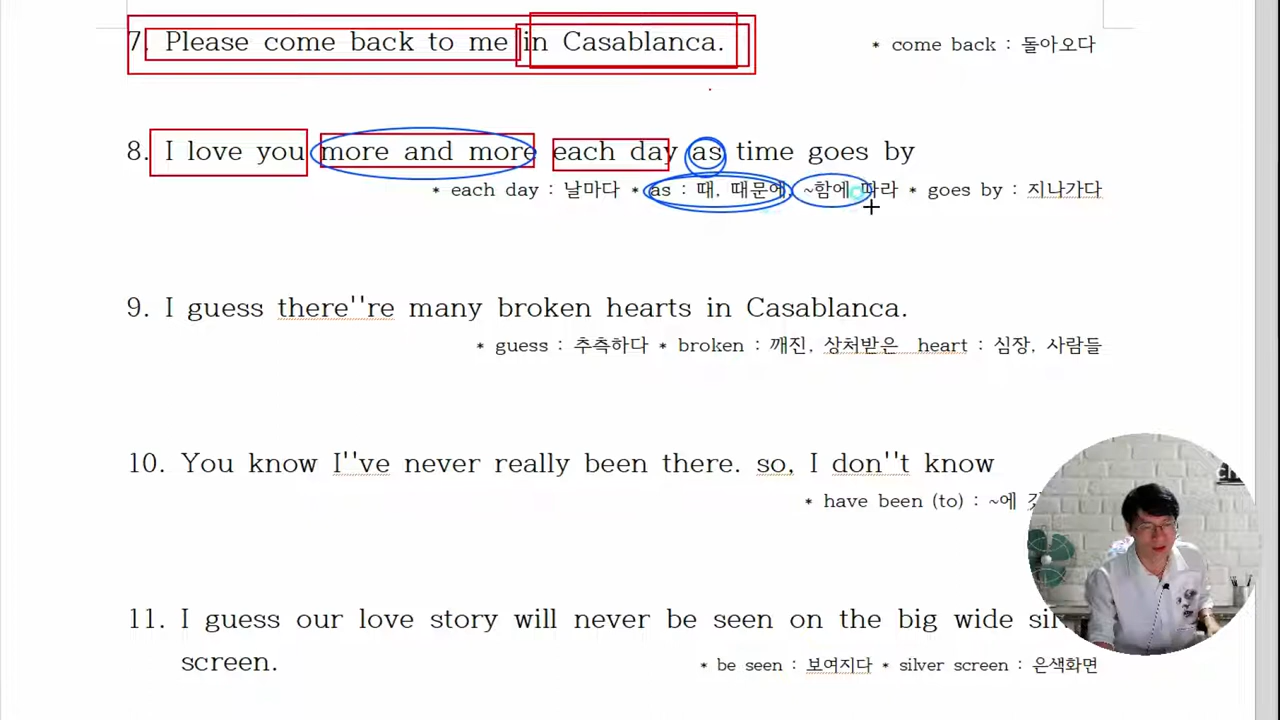 7. Please come back to me in Casablanca.
* come back : 돌아오다
8. I love you more and more each day as time goes by
* each day : 날마다 * as : 때, 때문에, ~함에 따라 * goes by : 지나가다
9. I guess there''re many broken hearts in Casablanca.
* guess : 추측하다 * broken : 깨진, 상처받은 heart : 심장, 사람들
10. You know I''ve never really been there. so, I don''t know
* have been (to) : ~에
11. I guess our love story will never be seen on the big wide
screen.
* be seen : 보여지다 * silver screen : 은색화면